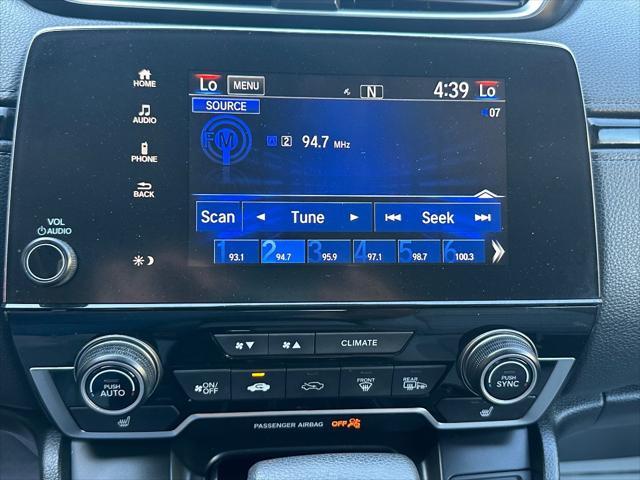 Lo MENU N 4:39 Lo
HOME
SOURCE 07
AUDIO
FM 2 94.7 MHz
PHONE
BACK
Scan Tune Seek
VOL
AUDIO
1 93.1 2 94.7 3 95.9 4 97.1 5 98.7 6 100.3
CLIMATE
PUSH AUTO ON/OFF FRONT REAR PUSH SYNC
PASSENGER AIRBAG OFF